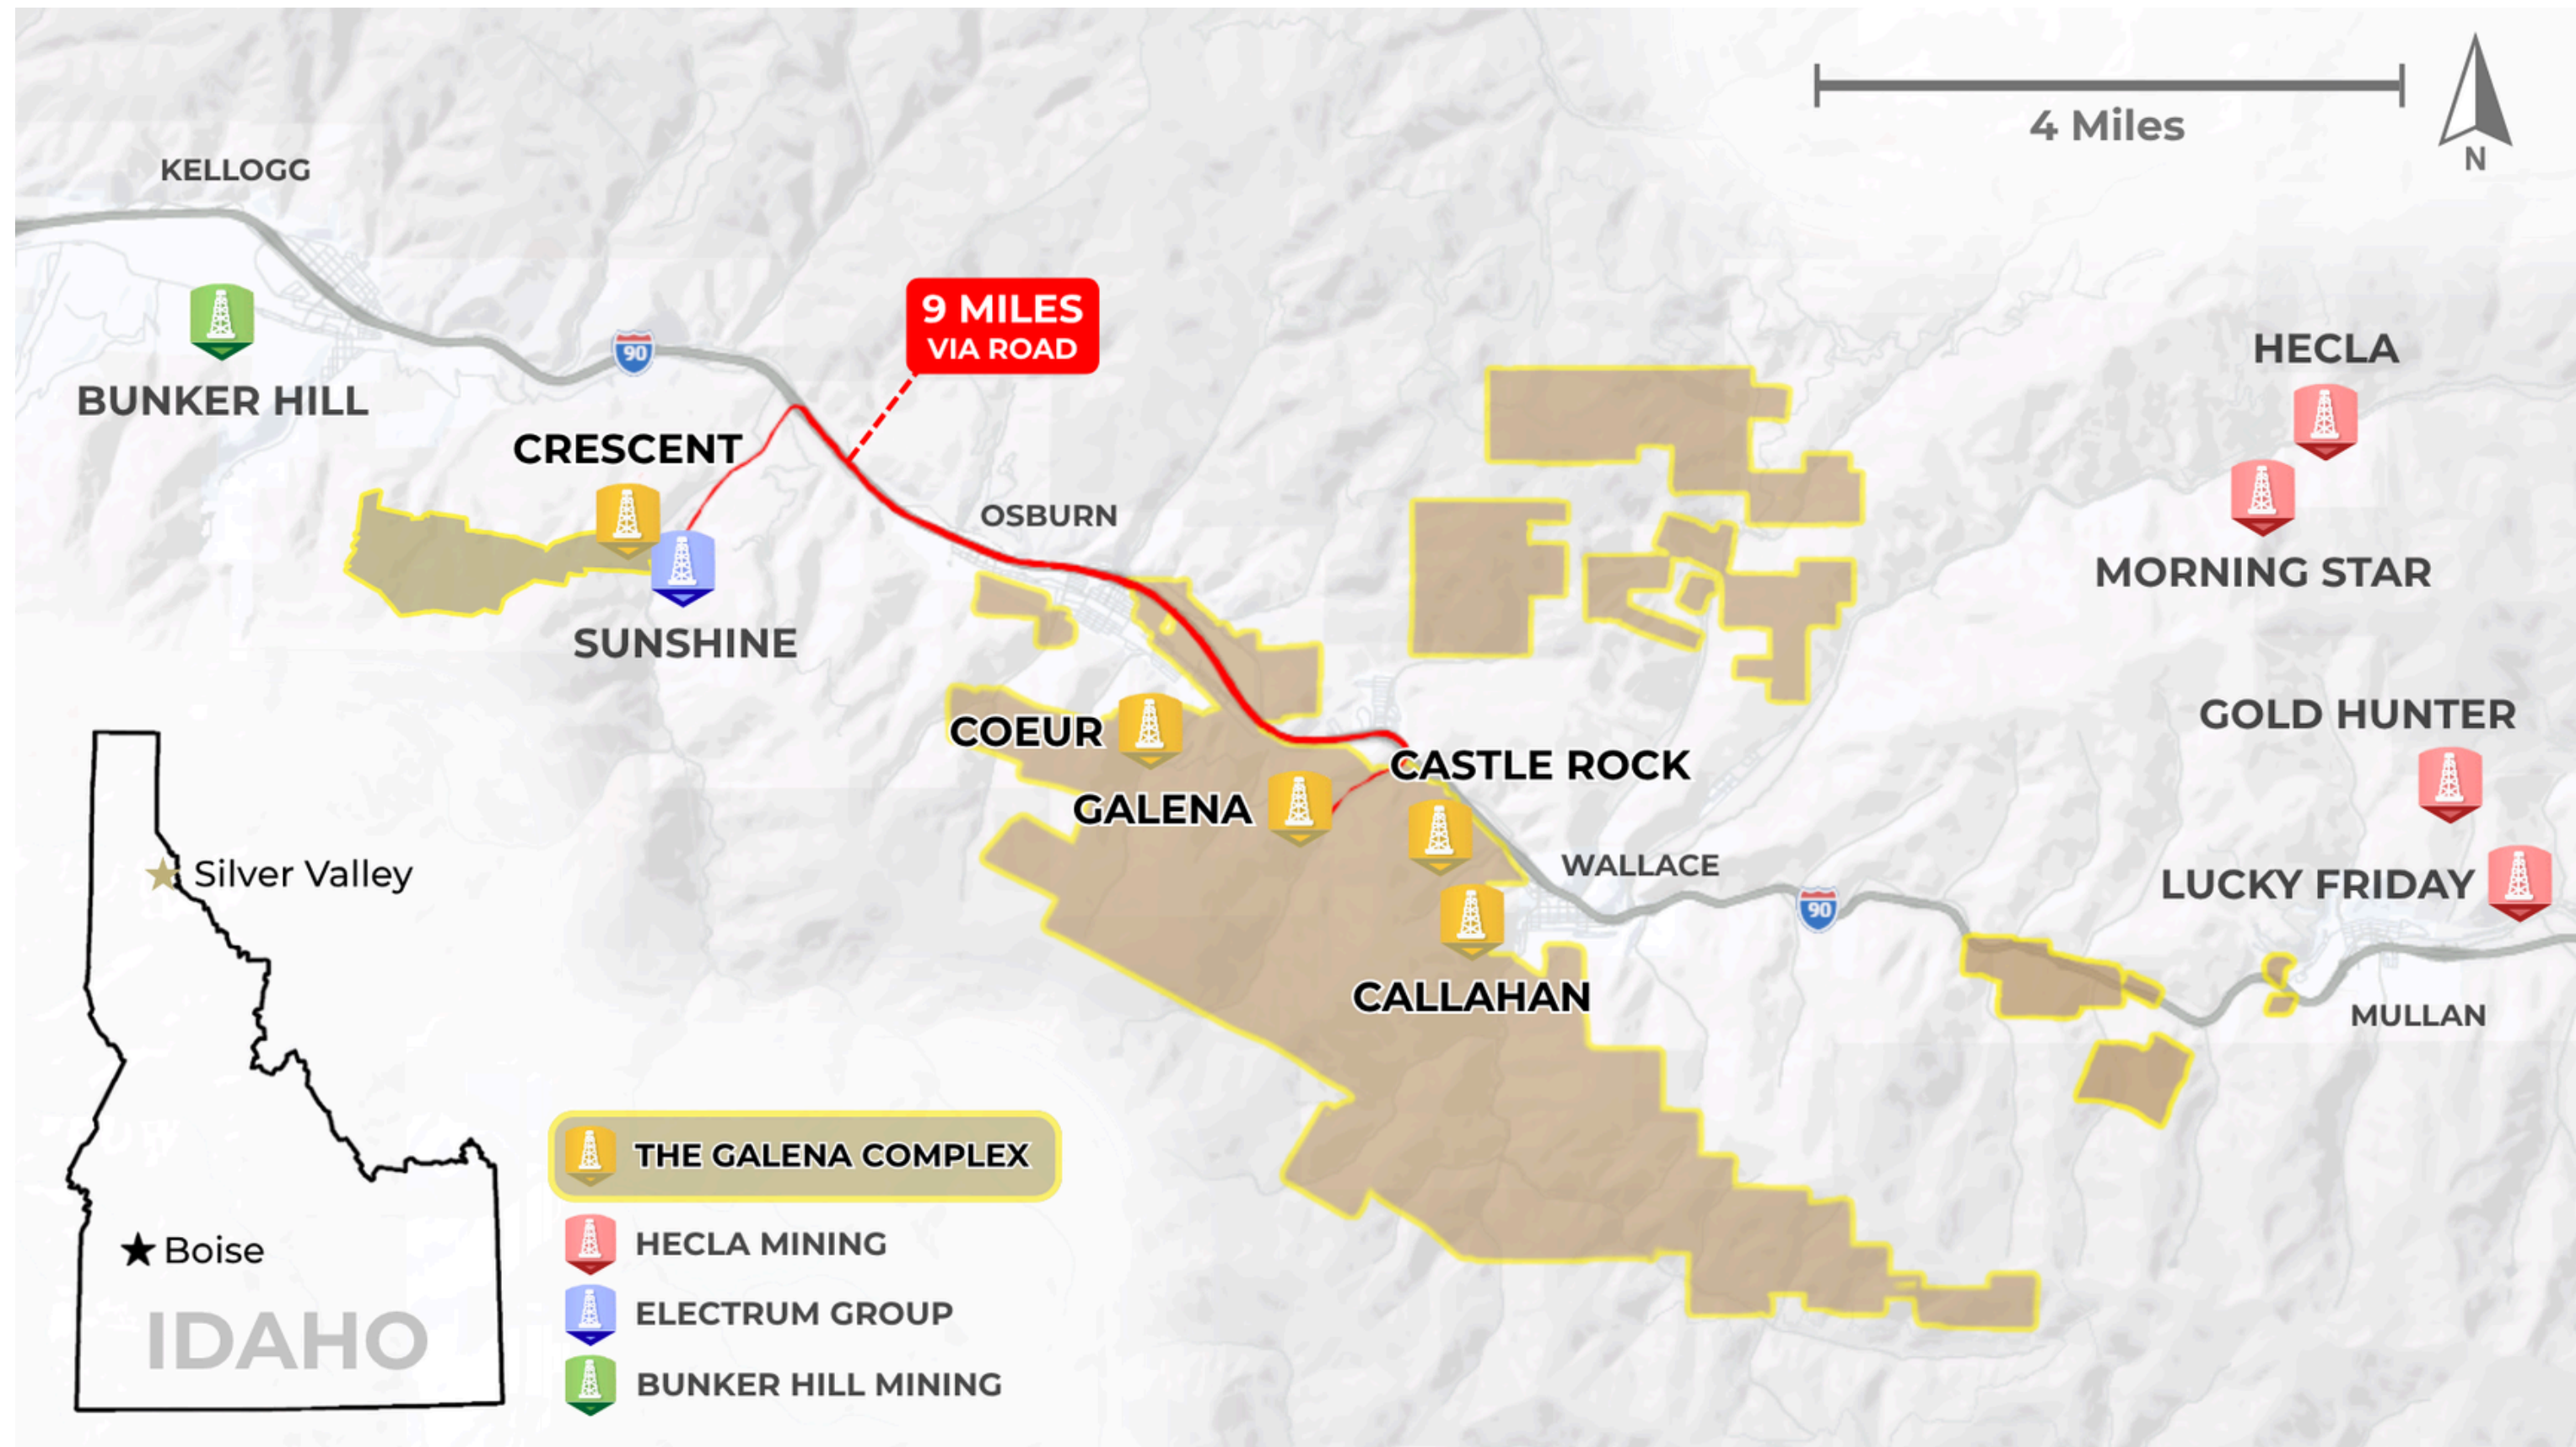 4 Miles
N
KELLOGG
9 MILES
VIA ROAD
90
HECLA
BUNKER HILL
CRESCENT
OSBURN
MORNING STAR
SUNSHINE
GOLD HUNTER
COEUR
CASTLE ROCK
GALENA
WALLACE
LUCKY FRIDAY
90
Silver Valley
CALLAHAN
MULLAN
THE GALENA COMPLEX
HECLA MINING
ELECTRUM GROUP
BUNKER HILL MINING
Boise
IDAHO